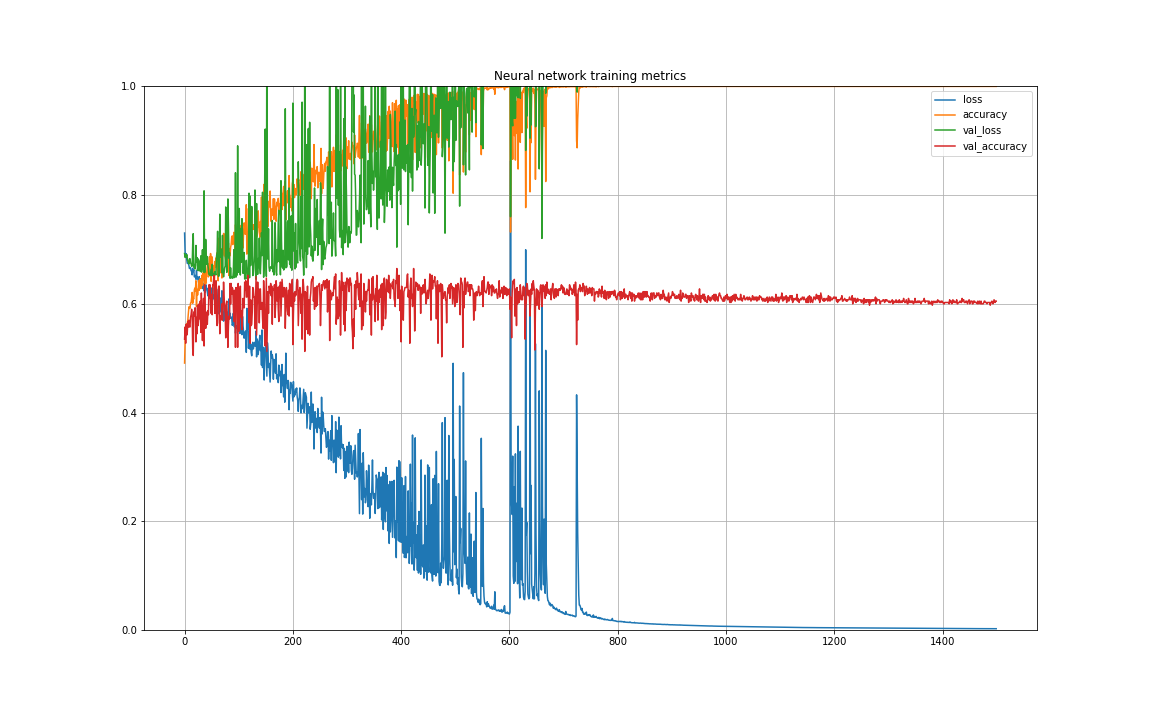 Neural network training metrics
1.0
0.8
0.6
0.4
0.2
0.0
0 200 400 600 800 1000 1200 1400
loss
accuracy
val_loss
val_accuracy